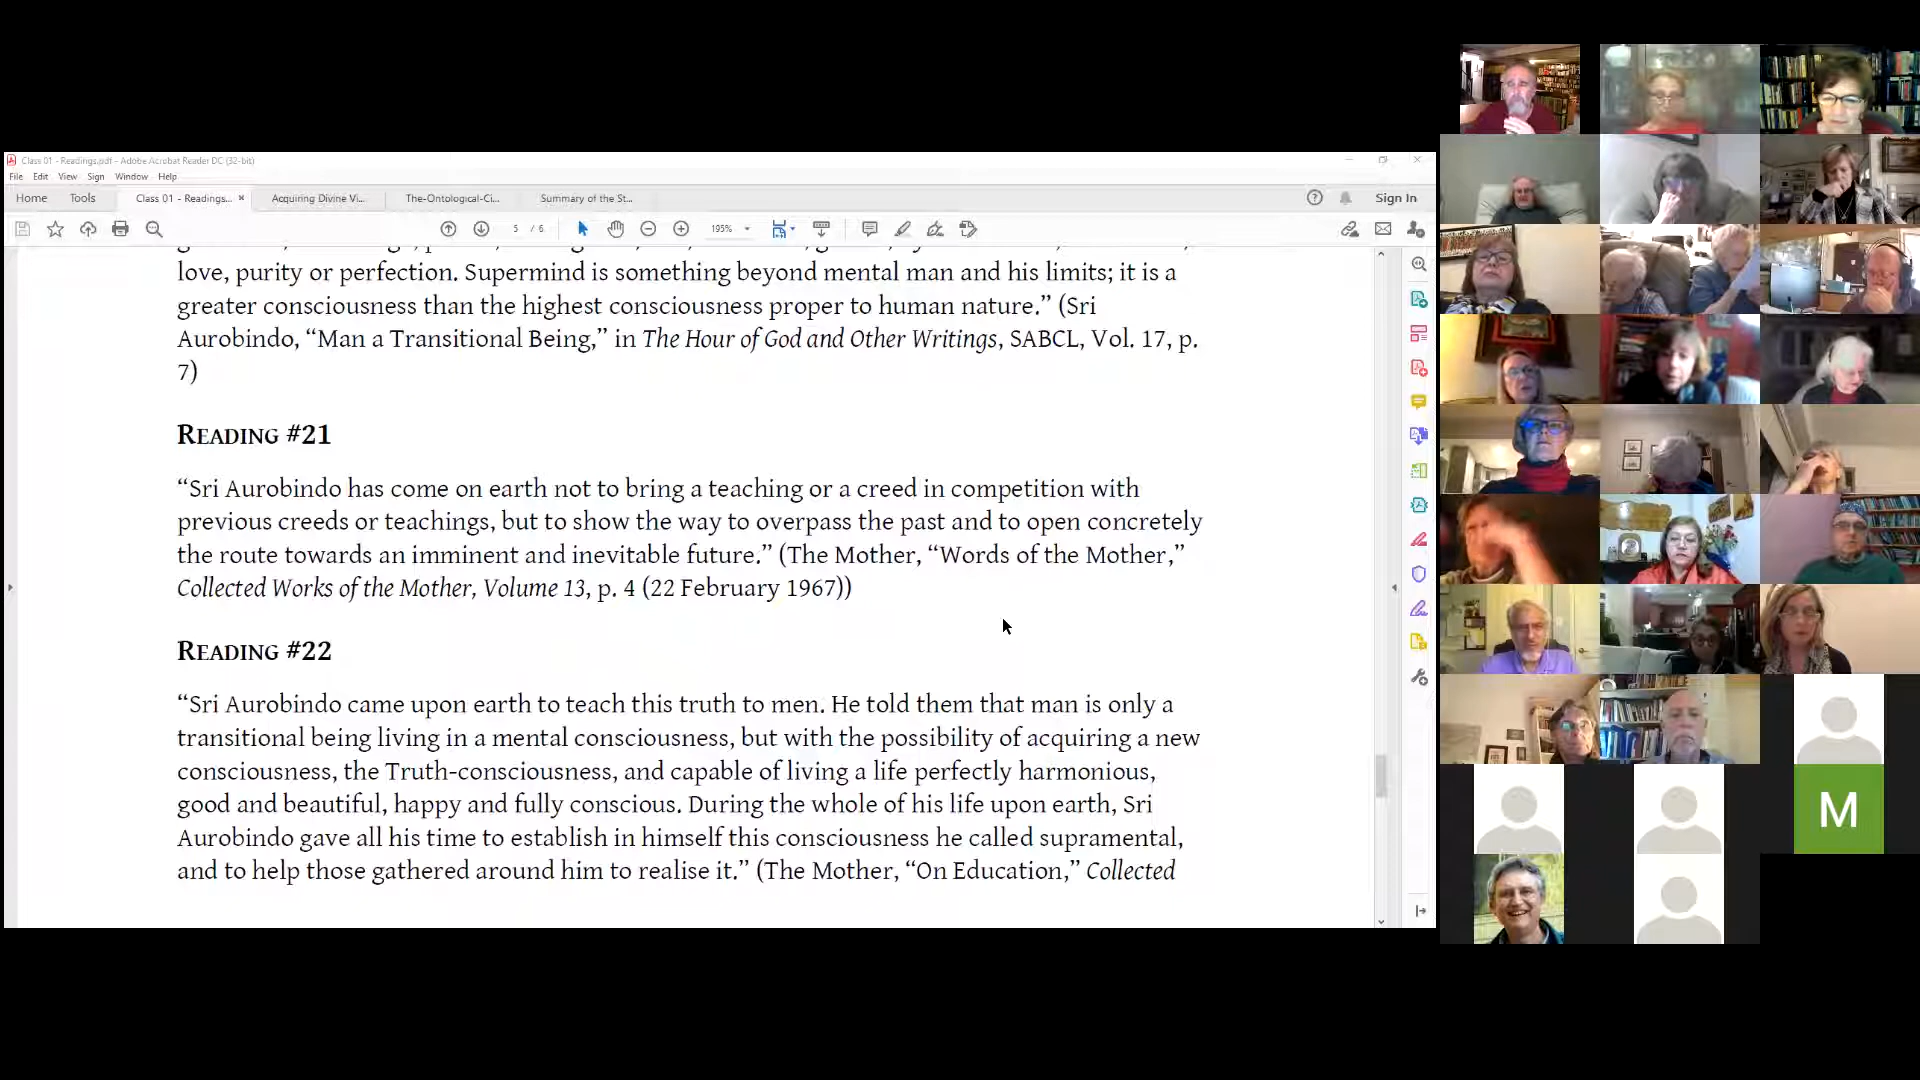 Class 01 - Readings.pdf - Adobe Acrobat Reader DC (32-bit)
File Edit View Sign Window Help
Home Tools Class 01 - Readings... × Acquiring Divine Vi... The-Ontological-Ci... Summary of the St... Sign In
5 / 6 195%
love, purity or perfection. Supermind is something beyond mental man and his limits; it is a
greater consciousness than the highest consciousness proper to human nature.” (Sri
Aurobindo, “Man a Transitional Being,” in The Hour of God and Other Writings, SABCL, Vol. 17, p.
7)
READING #21
“Sri Aurobindo has come on earth not to bring a teaching or a creed in competition with
previous creeds or teachings, but to show the way to overpass the past and to open concretely
the route towards an imminent and inevitable future.” (The Mother, “Words of the Mother,”
Collected Works of the Mother, Volume 13, p. 4 (22 February 1967))
READING #22
“Sri Aurobindo came upon earth to teach this truth to men. He told them that man is only a
transitional being living in a mental consciousness, but with the possibility of acquiring a new
consciousness, the Truth-consciousness, and capable of living a life perfectly harmonious,
good and beautiful, happy and fully conscious. During the whole of his life upon earth, Sri
Aurobindo gave all his time to establish in himself this consciousness he called supramental,
and to help those gathered around him to realise it.” (The Mother, “On Education,” Collected
M